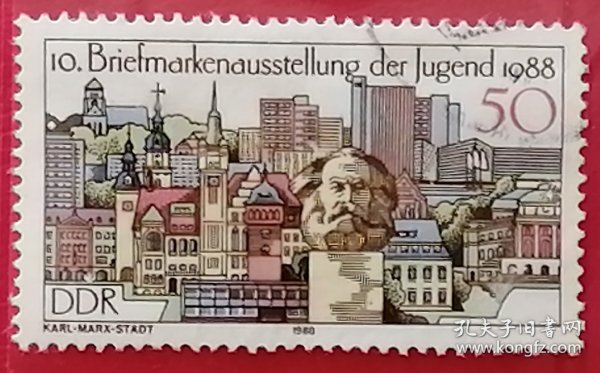 10. Briefmarkenausstellung der Jugend 1988
50
DDR
KARL-MARX-STADT
1988
孔夫子旧书网
www.kongfz.com